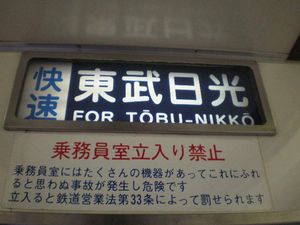 快速
東武日光
FOR TŌBU-NIKKŌ
乗務員室立入り禁止
乗務員室にはたくさんの機器があってこれにふれ
ると思わぬ事故が発生し危険です
立入ると鉄道営業法第33条によって罰せられます